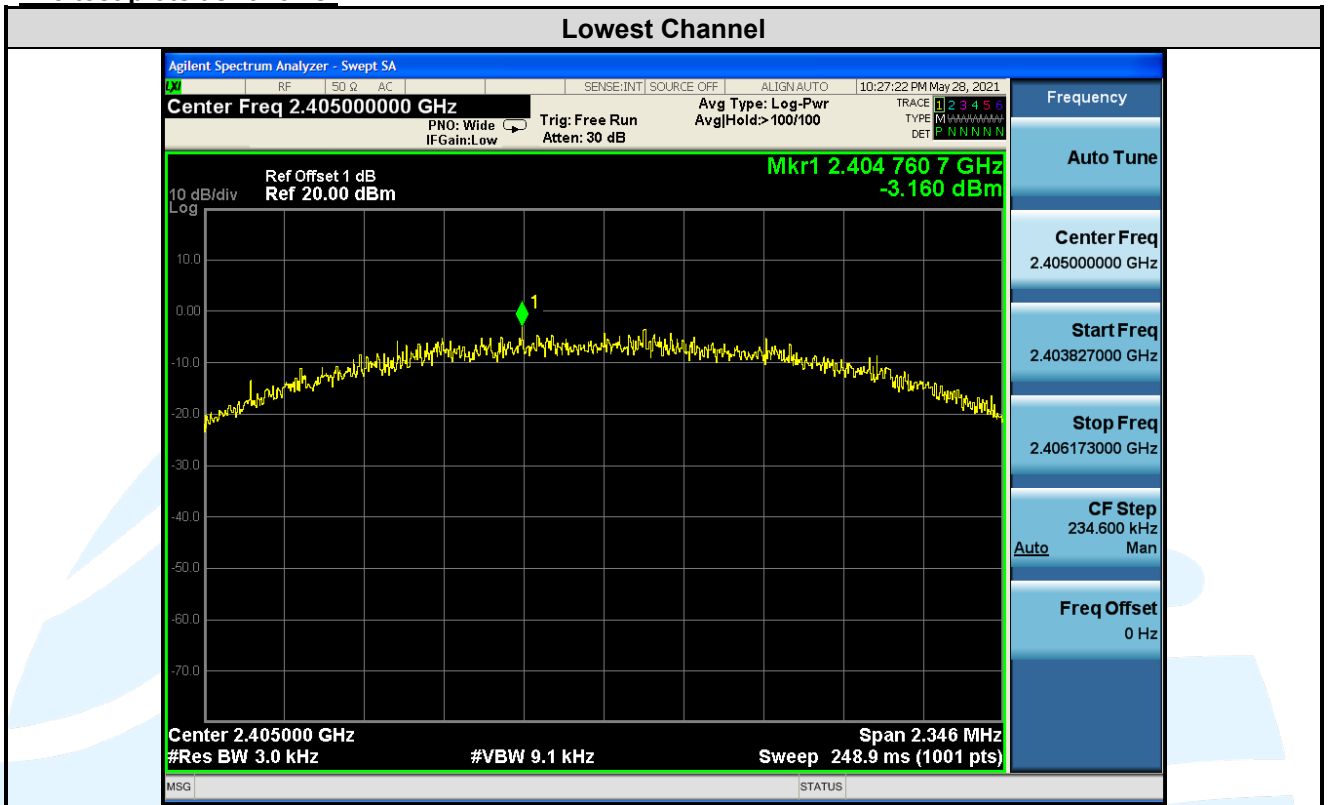 Lowest Channel
Agilent Spectrum Analyzer - Swept SA
LXI RF 50 Ω AC SENSE:INT SOURCE OFF ALIGN AUTO 10:27:22 PM May 28, 2021
Center Freq 2.405000000 GHz
PNO: Wide
IFGain:Low
Trig: Free Run
Atten: 30 dB
Avg Type: Log-Pwr
Avg|Hold:>100/100
TRACE 1 2 3 4 5 6
TYPE M
DET P N N N N N
Mkr1 2.404 760 7 GHz
-3.160 dBm
Ref Offset 1 dB
10 dB/div Ref 20.00 dBm
Log
10.0
0.00
-10.0
-20.0
-30.0
-40.0
-50.0
-60.0
-70.0
1
Center 2.405000 GHz Span 2.346 MHz
#Res BW 3.0 kHz #VBW 9.1 kHz Sweep 248.9 ms (1001 pts)
MSG STATUS
Frequency
Auto Tune
Center Freq
2.405000000 GHz
Start Freq
2.403827000 GHz
Stop Freq
2.406173000 GHz
CF Step
234.600 kHz
Auto Man
Freq Offset
0 Hz